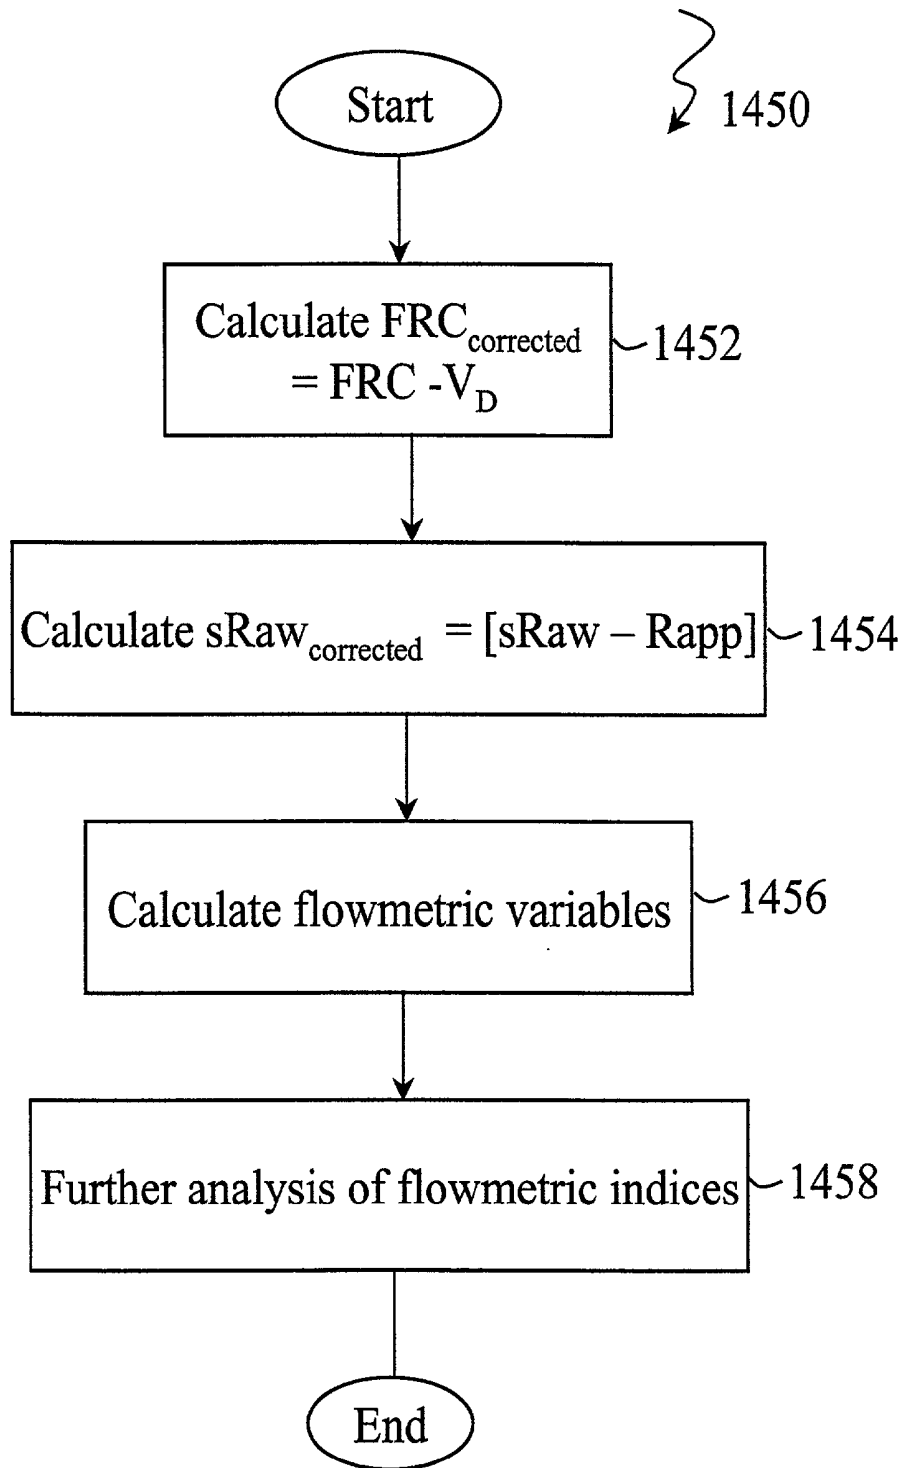 Start
1450
Calculate FRCcorrected
= FRC -VD
1452
Calculate sRawcorrected = [sRaw – Rapp]
1454
Calculate flowmetric variables
1456
Further analysis of flowmetric indices
1458
End